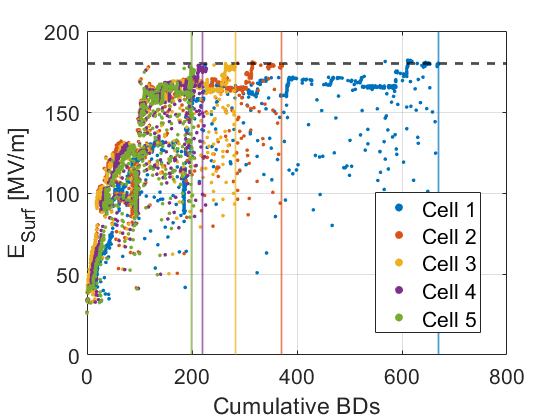 200
150
100
50
0
E_Surf [MV/m]
Cell 1
Cell 2
Cell 3
Cell 4
Cell 5
0 200 400 600 800
Cumulative BDs